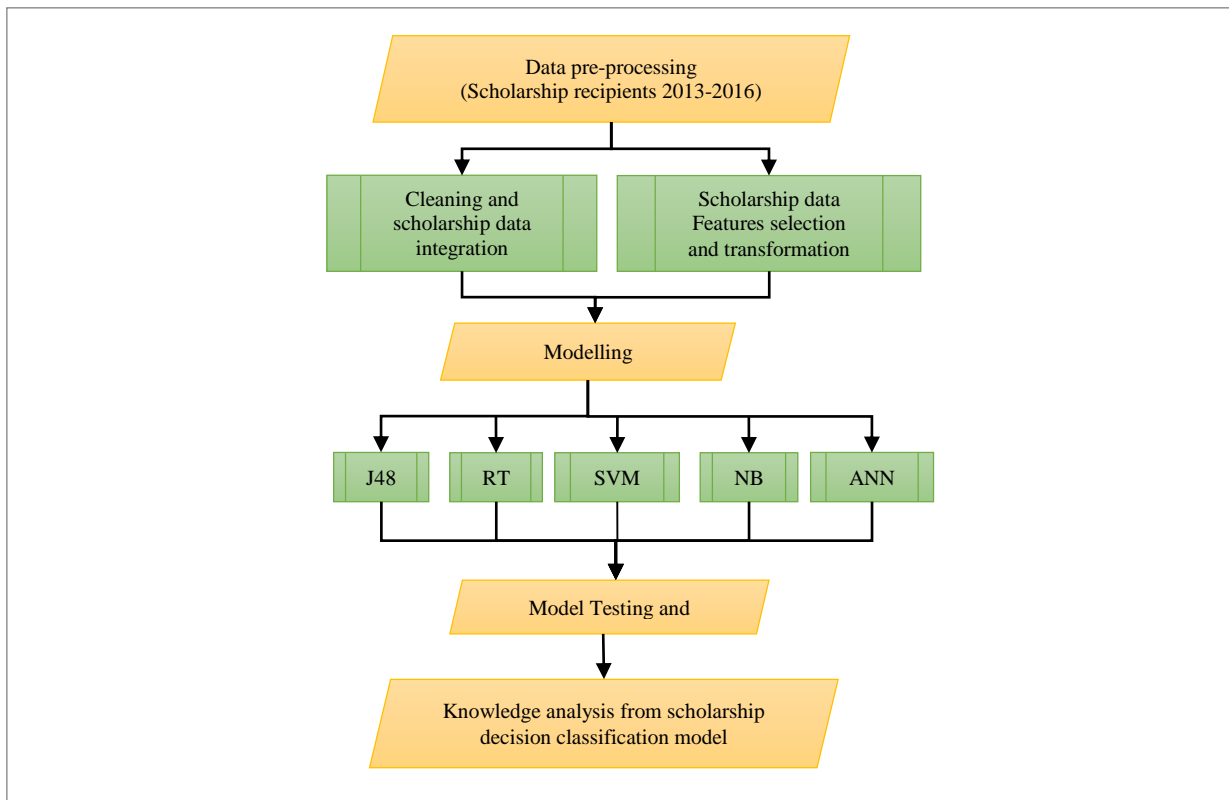 Data pre-processing
(Scholarship recipients 2013-2016)
Cleaning and
scholarship data
integration
Scholarship data
Features selection
and transformation
Modelling
J48
RT
SVM
NB
ANN
Model Testing and
Knowledge analysis from scholarship
decision classification model